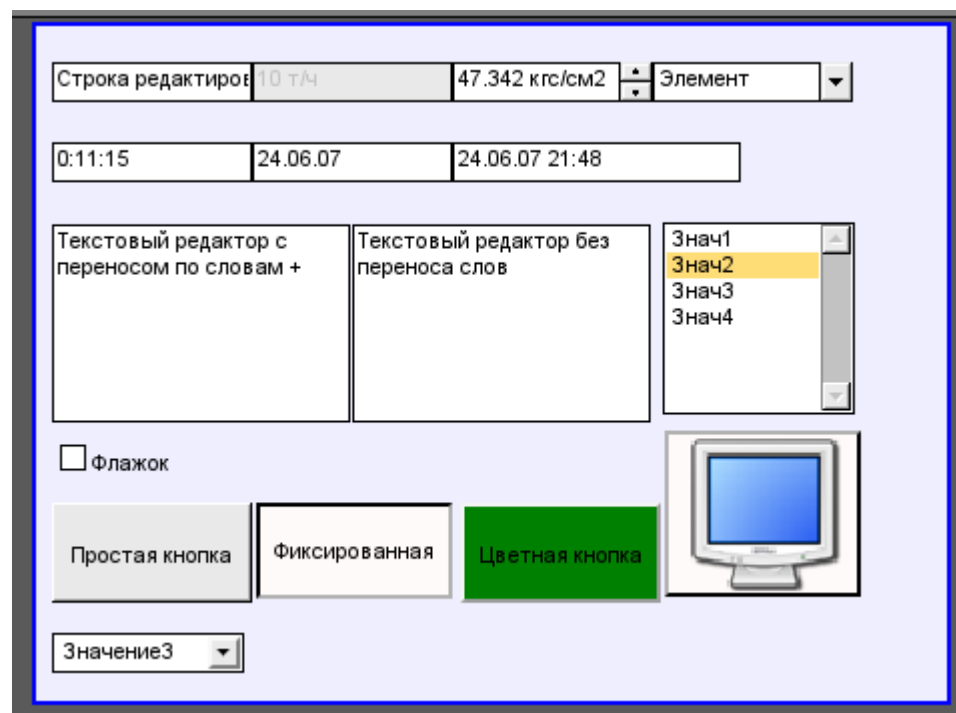 Строка редактиров
10 т/ч
47.342 кгс/см2
Элемент
0:11:15
24.06.07
24.06.07 21:48
Текстовый редактор с
переносом по словам +
Текстовый редактор без
переноса слов
Знач1
Знач2
Знач3
Знач4
Флажок
Простая кнопка
Фиксированная
Цветная кнопка
Значение3